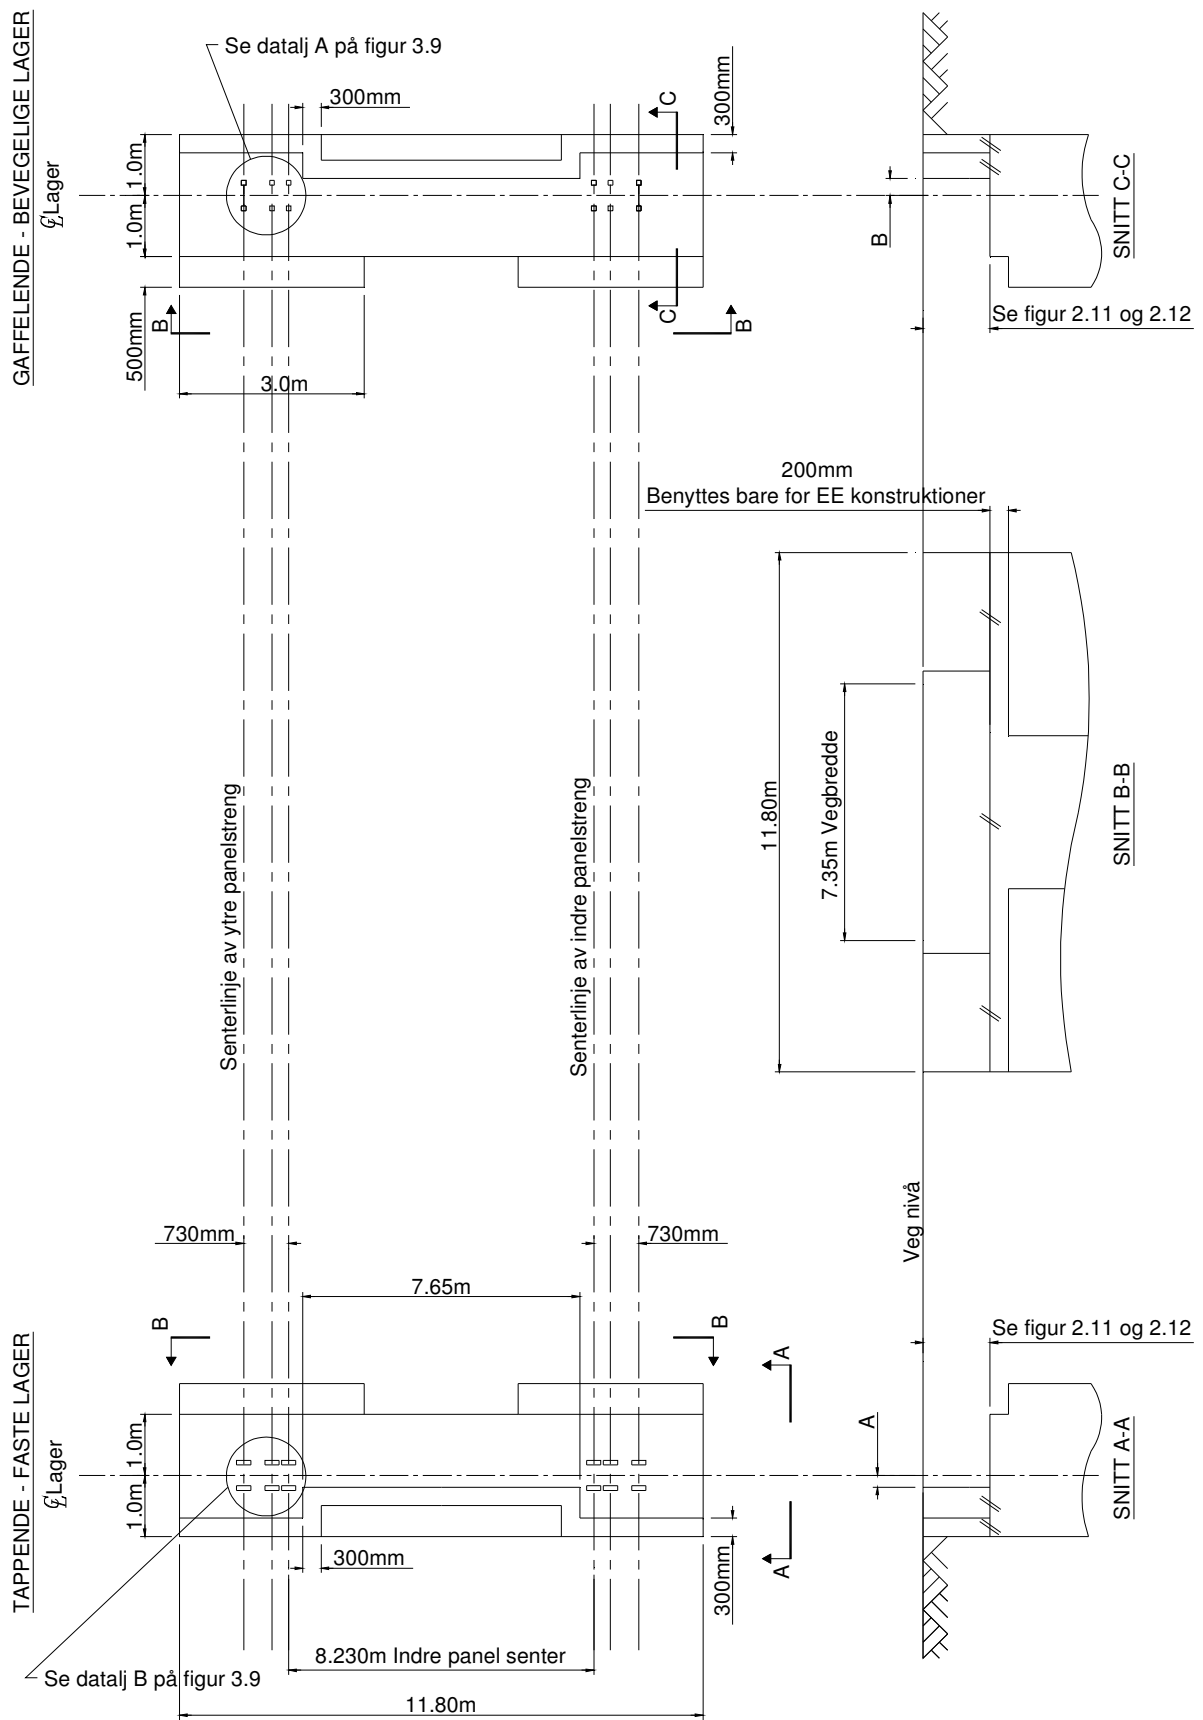 GAFFELENDE - BEVEGELIGE LAGER
℄ Lager
Se datalj A på figur 3.9
300mm
C
300mm
1.0m
1.0m
500mm
B
C
B
3.0m
B
SNITT C-C
Se figur 2.11 og 2.12
200mm
Benyttes bare for EE konstruktioner
Senterlinje av ytre panelstreng
Senterlinje av indre panelstreng
11.80m
7.35m Vegbredde
SNITT B-B
Veg nivå
730mm
730mm
7.65m
B
B
TAPPENDE - FASTE LAGER
℄ Lager
1.0m
1.0m
A
A
300mm
300mm
8.230m Indre panel senter
Se datalj B på figur 3.9
11.80m
Se figur 2.11 og 2.12
A
SNITT A-A